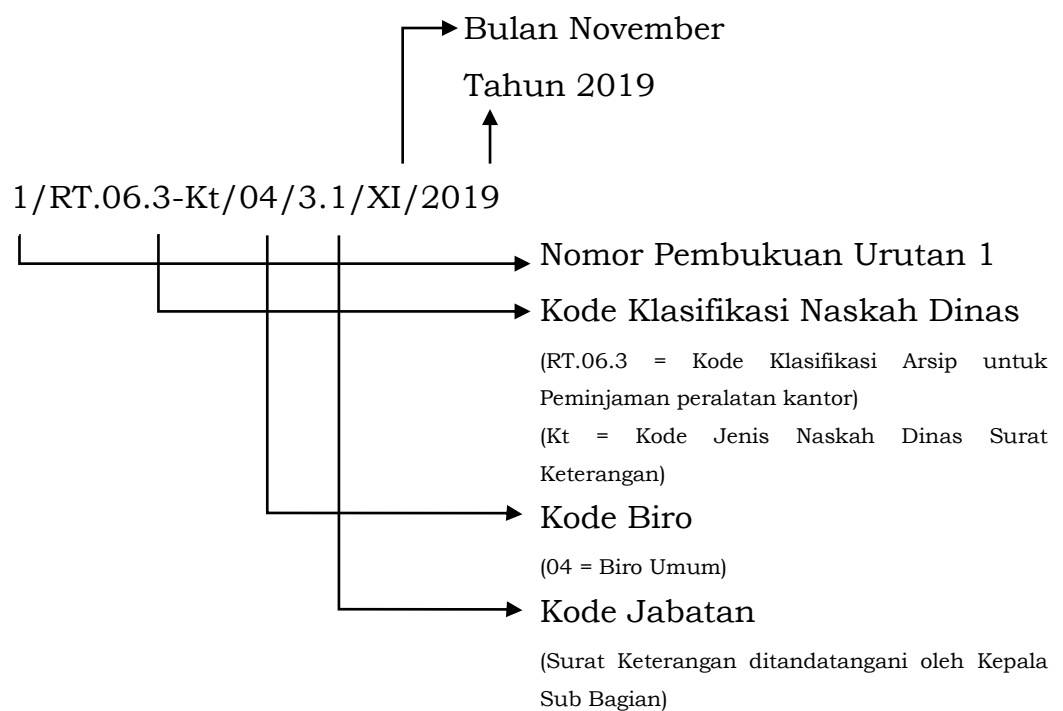 Bulan November
Tahun 2019
1/RT.06.3-Kt/04/3.1/XI/2019
Nomor Pembukuan Urutan 1
Kode Klasifikasi Naskah Dinas
(RT.06.3 = Kode Klasifikasi Arsip untuk
Peminjaman peralatan kantor)
(Kt = Kode Jenis Naskah Dinas Surat
Keterangan)
Kode Biro
(04 = Biro Umum)
Kode Jabatan
(Surat Keterangan ditandatangani oleh Kepala
Sub Bagian)